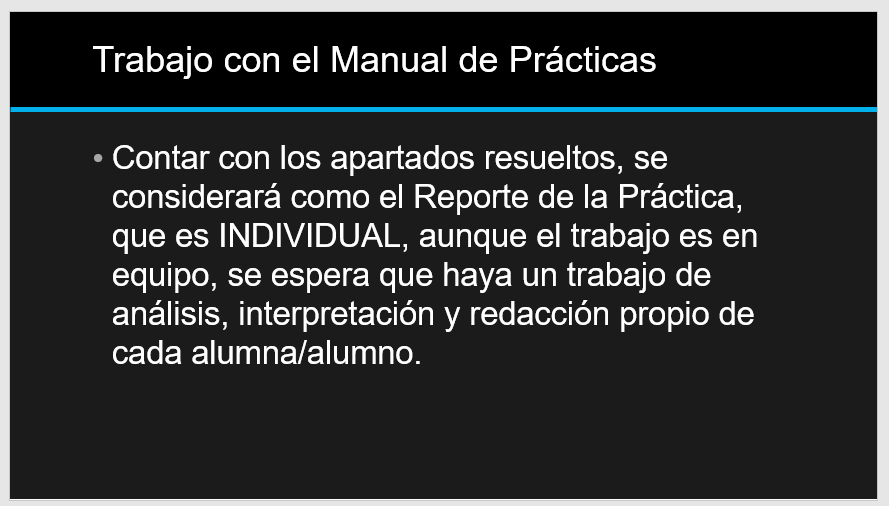 Trabajo con el Manual de Prácticas
• Contar con los apartados resueltos, se
considerará como el Reporte de la Práctica,
que es INDIVIDUAL, aunque el trabajo es en
equipo, se espera que haya un trabajo de
análisis, interpretación y redacción propio de
cada alumna/alumno.